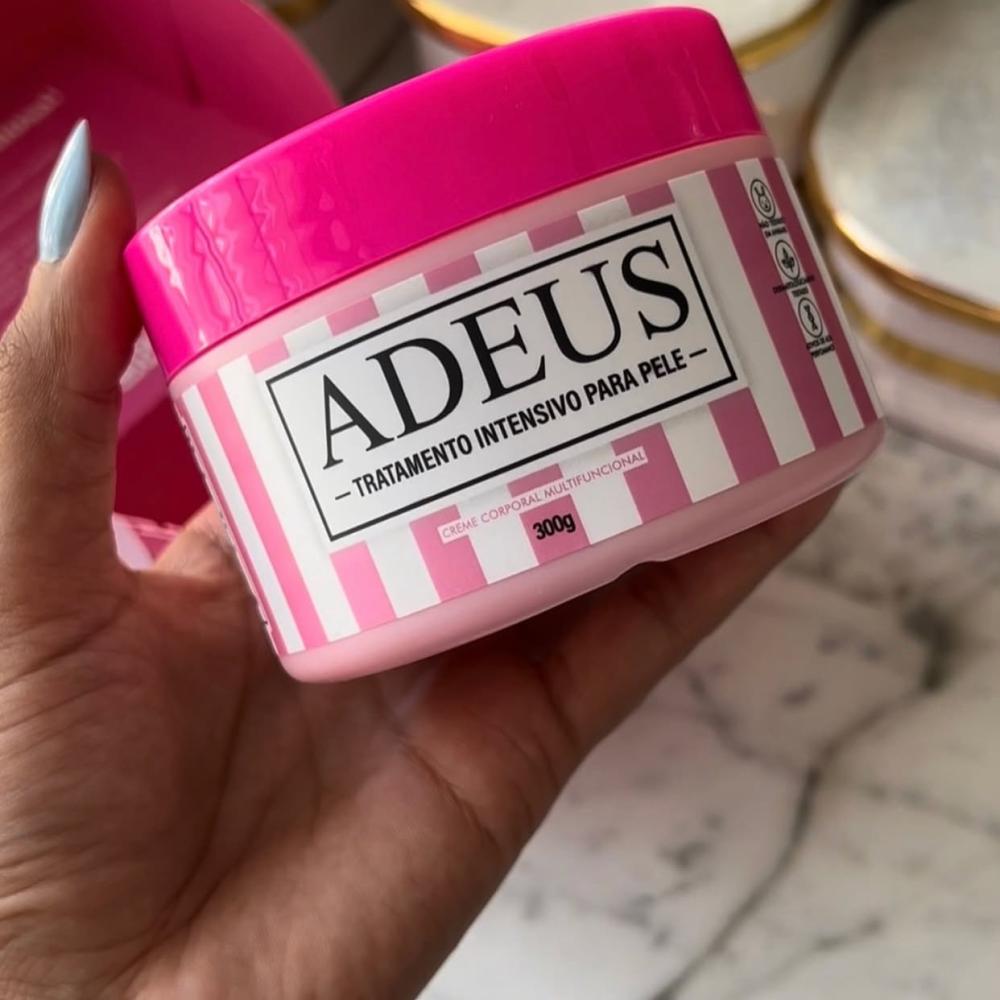 ADEUS
– TRATAMENTO INTENSIVO PARA PELE –
CREME CORPORAL MULTIFUNCIONAL
300g